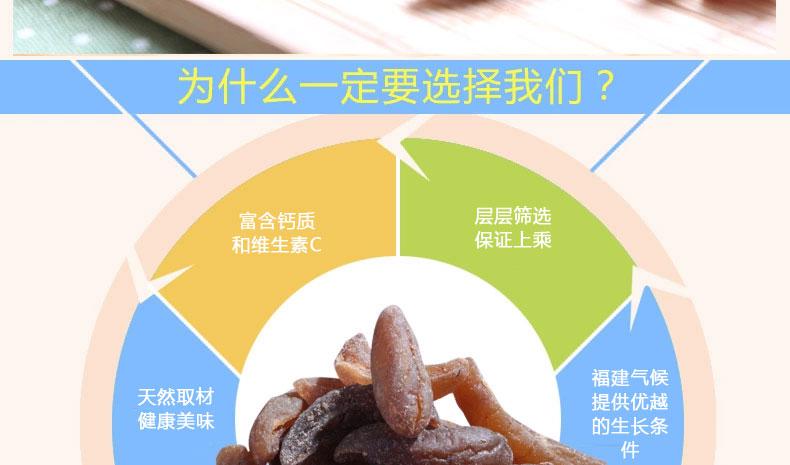 为什么一定要选择我们？
富含钙质
和维生素C
层层筛选
保证上乘
天然取材
健康美味
福建气候
提供优越
的生长条
件